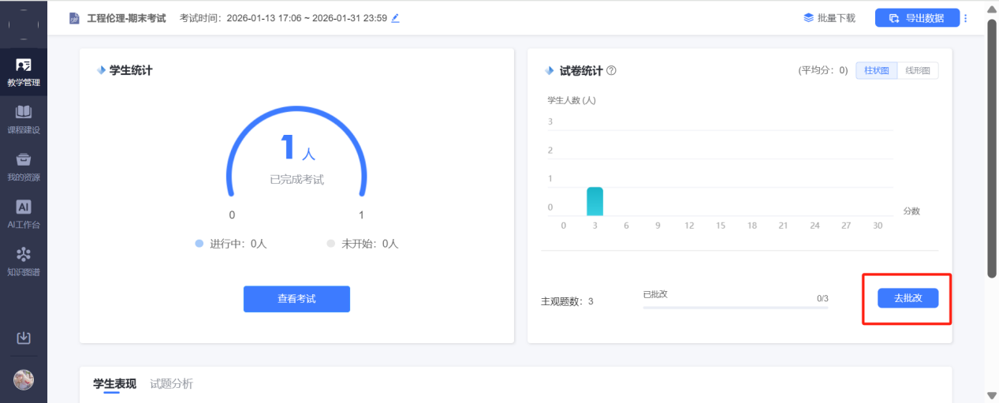 工程伦理-期末考试 考试时间：2026-01-13 17:06 ~ 2026-01-31 23:59
批量下载
导出数据
教学管理
课程建设
我的资源
AI
AI工作台
知识图谱
学生统计
1 人
已完成考试
0 1
进行中：0人 未开始：0人
查看考试
试卷统计 (平均分：0) 柱状图 线形图
学生人数 (人)
3
2
1
0
分数
0 3 6 9 12 15 18 21 24 27 30
主观题数：3 已批改 0/3 去批改
学生表现 试题分析